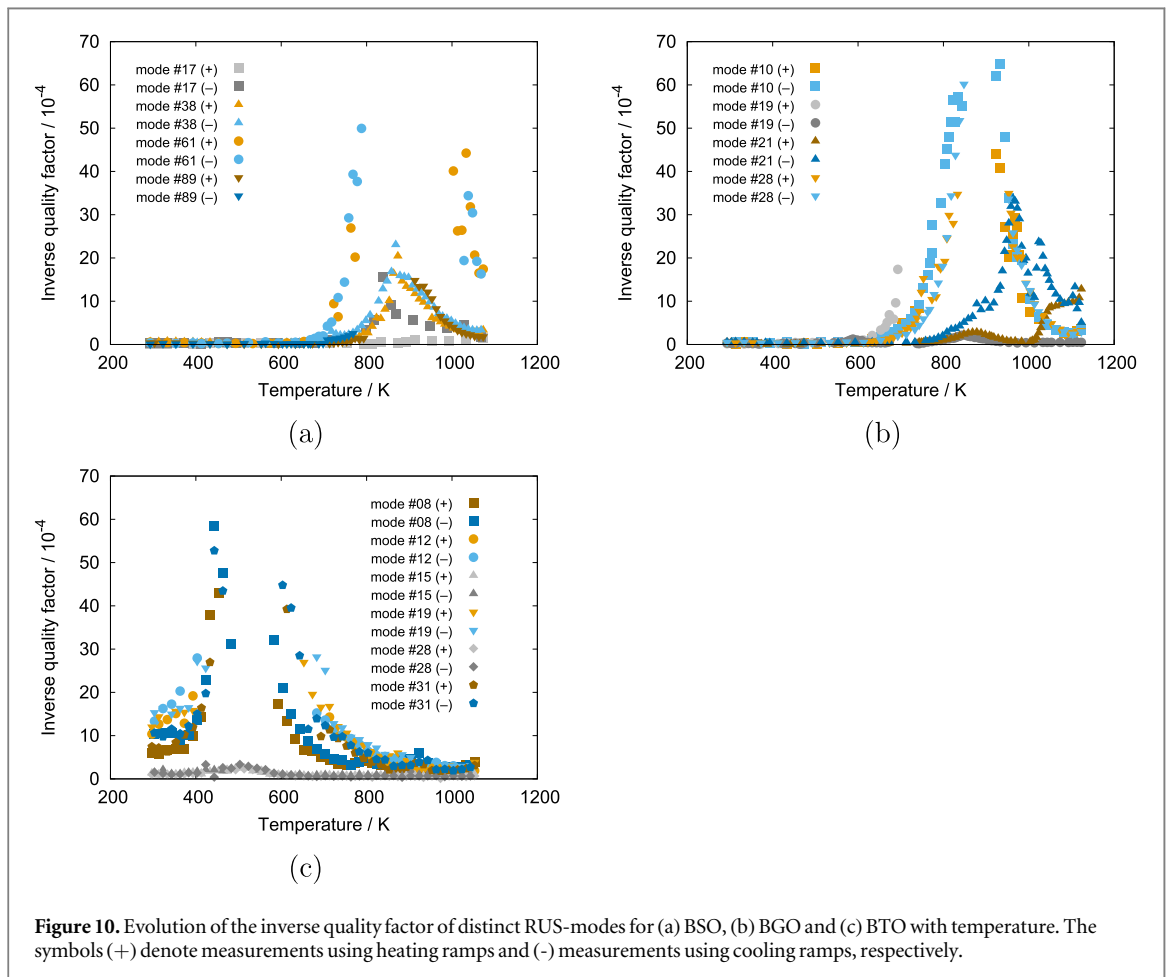 70
60
50
40
30
20
10
0
Inverse quality factor / 10⁻⁴
mode #17 (+)
mode #17 (–)
mode #38 (+)
mode #38 (–)
mode #61 (+)
mode #61 (–)
mode #89 (+)
mode #89 (–)
200 400 600 800 1000 1200
Temperature / K
(a)
70
60
50
40
30
20
10
0
Inverse quality factor / 10⁻⁴
mode #10 (+)
mode #10 (–)
mode #19 (+)
mode #19 (–)
mode #21 (+)
mode #21 (–)
mode #28 (+)
mode #28 (–)
200 400 600 800 1000 1200
Temperature / K
(b)
70
60
50
40
30
20
10
0
Inverse quality factor / 10⁻⁴
mode #08 (+)
mode #08 (–)
mode #12 (+)
mode #12 (–)
mode #15 (+)
mode #15 (–)
mode #19 (+)
mode #19 (–)
mode #28 (+)
mode #28 (–)
mode #31 (+)
mode #31 (–)
200 400 600 800 1000 1200
Temperature / K
(c)
Figure 10. Evolution of the inverse quality factor of distinct RUS-modes for (a) BSO, (b) BGO and (c) BTO with temperature. The
symbols (+) denote measurements using heating ramps and (-) measurements using cooling ramps, respectively.